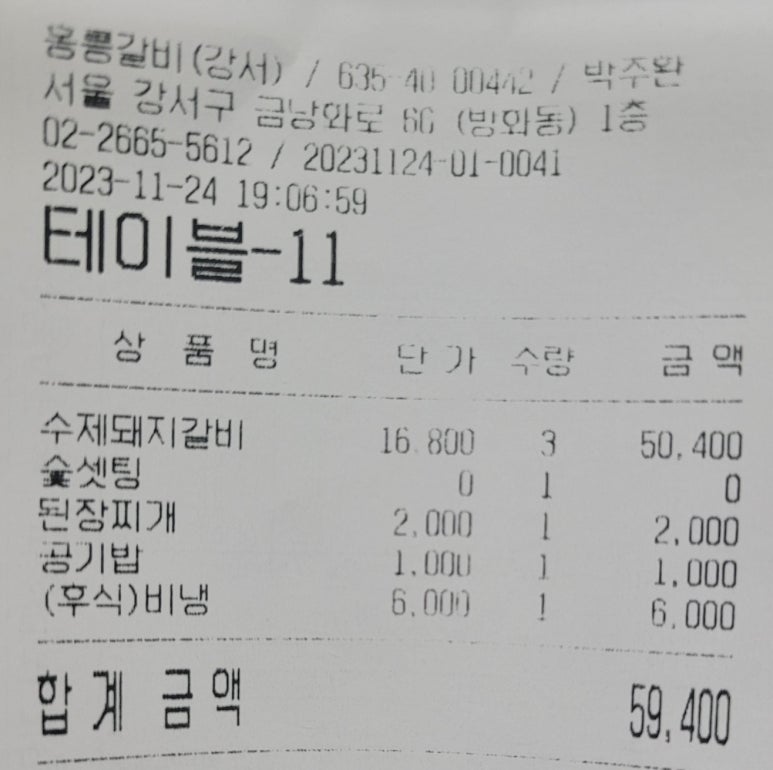 홍릉갈비(강서) / 635-40-00442 / 박주완
서울 강서구 금낭화로 66 (방화동) 1층
02-2665-5612 / 20231124-01-0041
2023-11-24 19:06:59
테이블-11
상 품 명 단 가 수량 금 액
수제돼지갈비 16,800 3 50,400
숯셋팅 0 1 0
된장찌개 2,000 1 2,000
공기밥 1,000 1 1,000
(후식)비냉 6,000 1 6,000
합계 금액 59,400